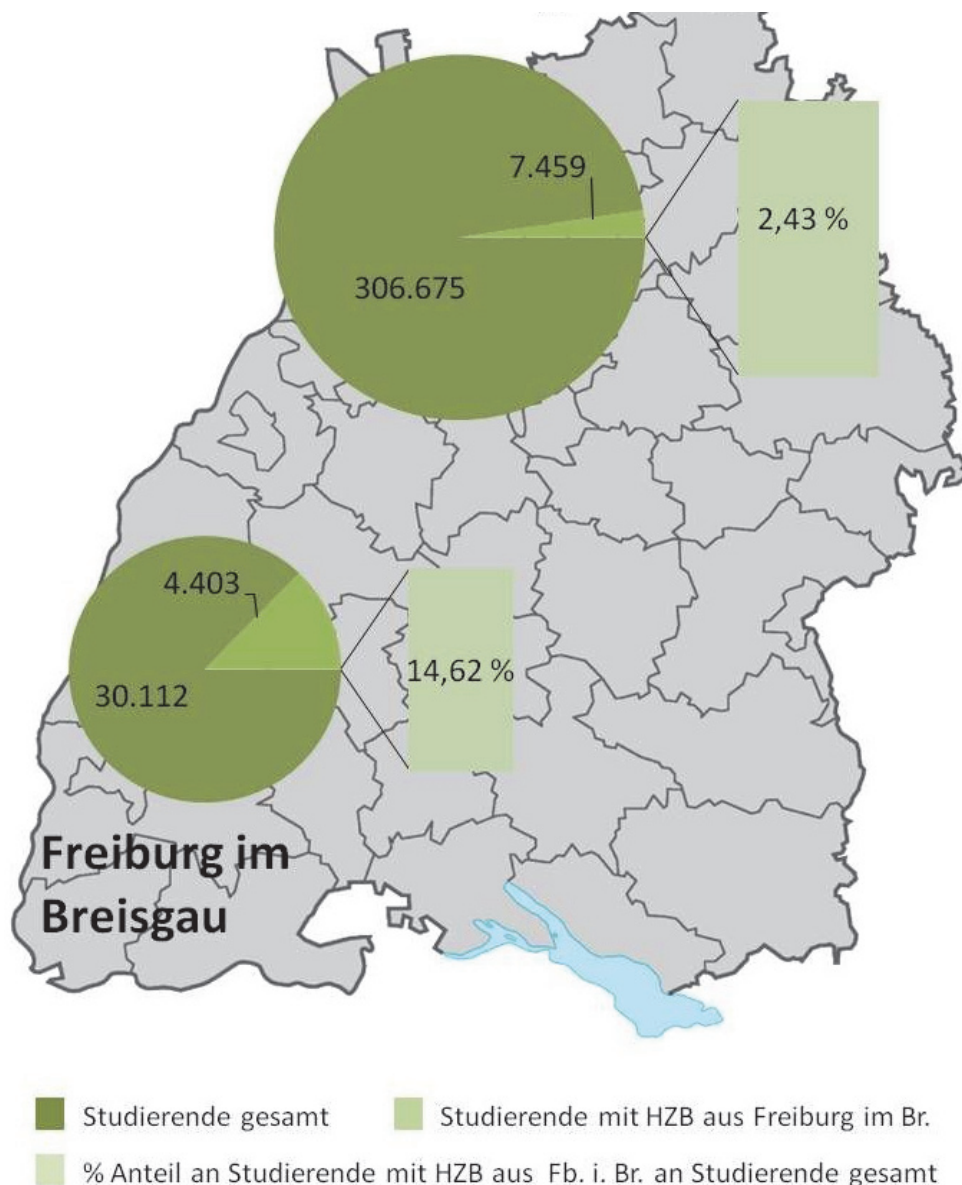 7.459
2,43 %
306.675
4.403
14,62 %
30.112
Freiburg im
Breisgau
Studierende gesamt
Studierende mit HZB aus Freiburg im Br.
% Anteil an Studierende mit HZB aus Fb. i. Br. an Studierende gesamt